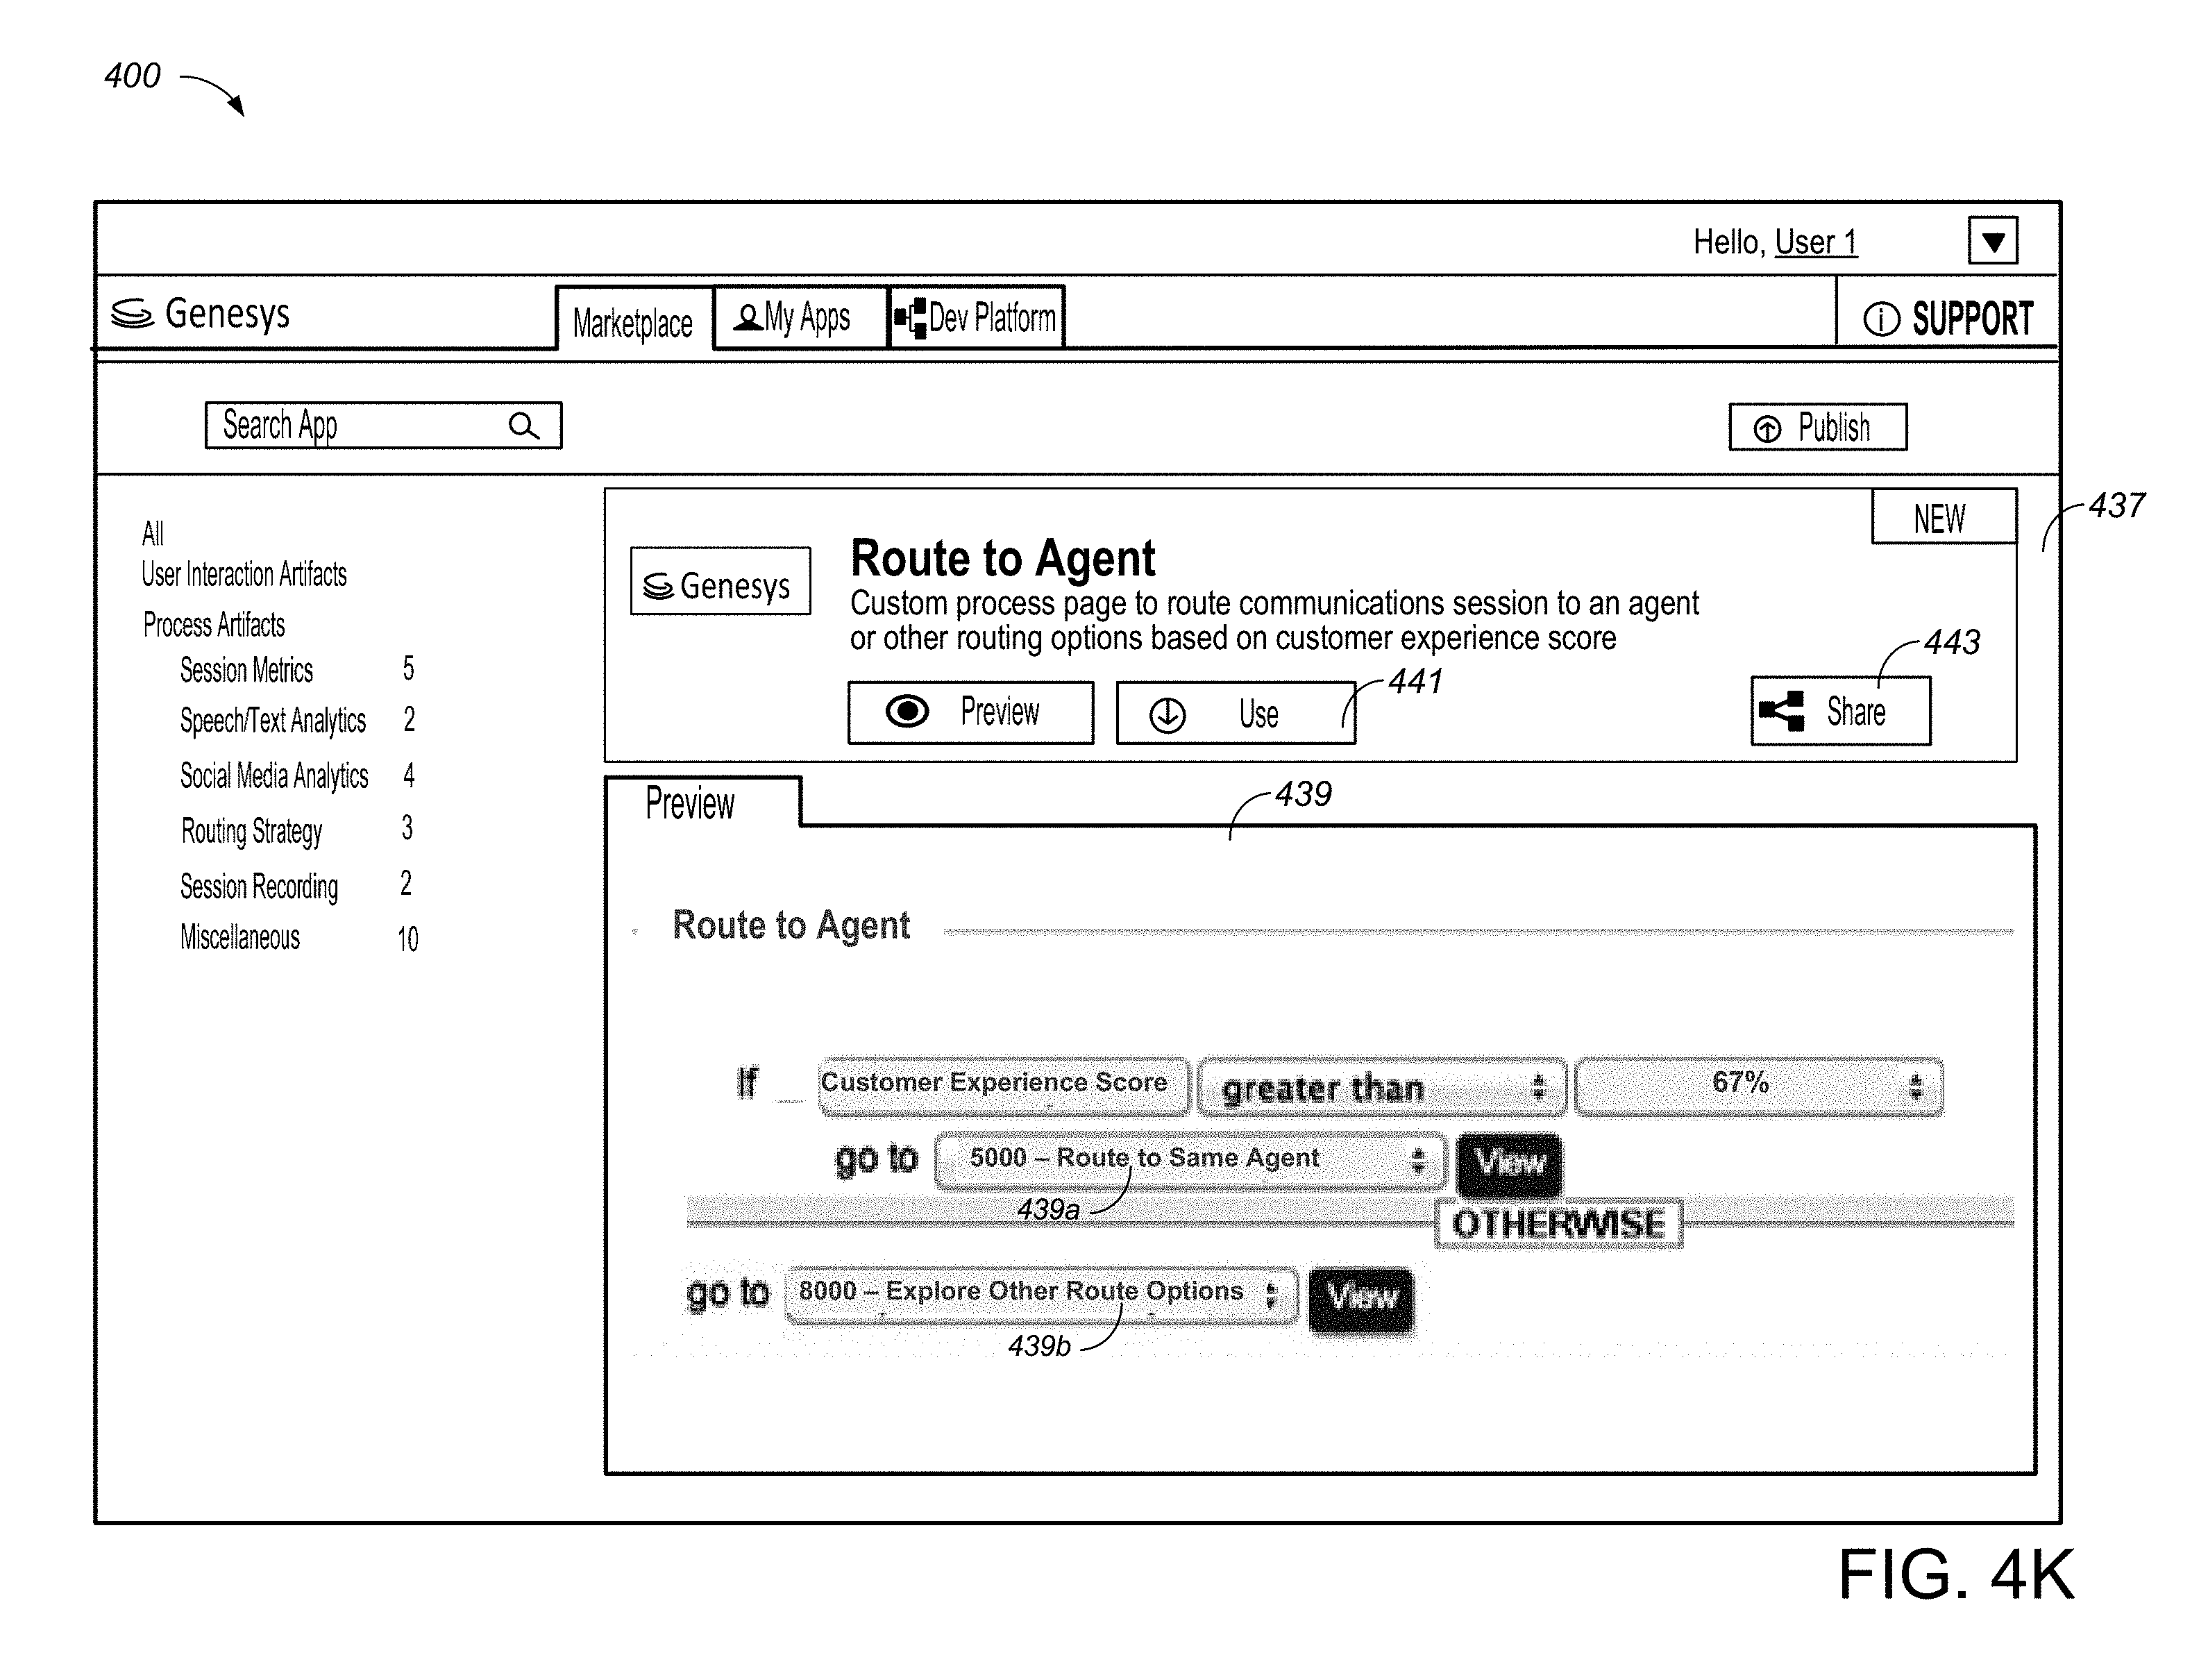 400
Hello, User 1
Genesys
Marketplace
My Apps
Dev Platform
SUPPORT
Search App
Publish
437
All
User Interaction Artifacts
Process Artifacts
Session Metrics 5
Speech/Text Analytics 2
Social Media Analytics 4
Routing Strategy 3
Session Recording 2
Miscellaneous 10
NEW
Genesys
Route to Agent
Custom process page to route communications session to an agent
or other routing options based on customer experience score
443
441
Preview
Use
Share
Preview
439
Route to Agent
If Customer Experience Score greater than 67%
go to 5000 – Route to Same Agent View
439a
OTHERWISE
go to 8000 – Explore Other Route Options View
439b
FIG. 4K